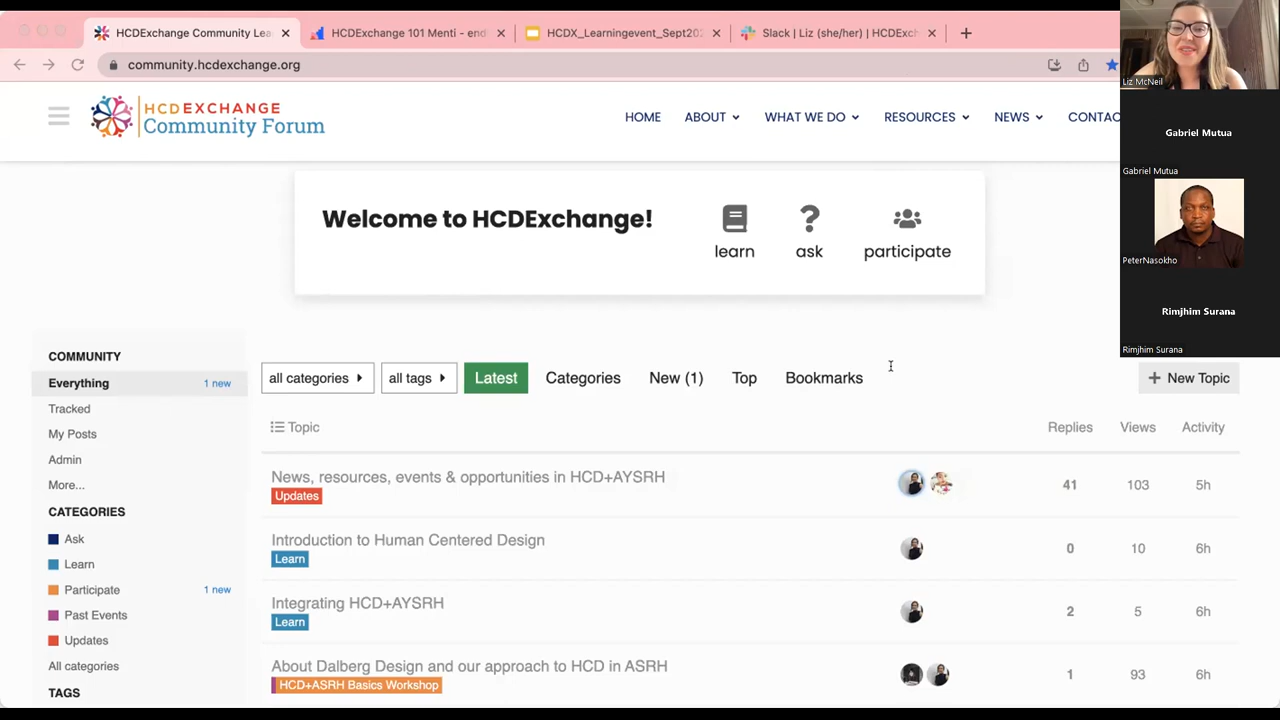 HCDExchange Community Lea
HCDExchange 101 Menti - end
HCDX_Learningevent_Sept202
Slack | Liz (she/her) | HCDExch
community.hcdexchange.org
HCDEXCHANGE
Community Forum
HOME
ABOUT
WHAT WE DO
RESOURCES
NEWS
CONTAC
Liz McNeil
Gabriel Mutua
Gabriel Mutua
PeterNasokho
Rimjhim Surana
Rimjhim Surana
Welcome to HCDExchange!
learn
ask
participate
COMMUNITY
Everything 1 new
Tracked
My Posts
Admin
More...
CATEGORIES
Ask
Learn
Participate 1 new
Past Events
Updates
All categories
TAGS
all categories
all tags
Latest
Categories
New (1)
Top
Bookmarks
+ New Topic
Topic Replies Views Activity
News, resources, events & opportunities in HCD+AYSRH 41 103 5h
Updates
Introduction to Human Centered Design 0 10 6h
Learn
Integrating HCD+AYSRH 2 5 6h
Learn
About Dalberg Design and our approach to HCD in ASRH 1 93 6h
HCD+ASRH Basics Workshop